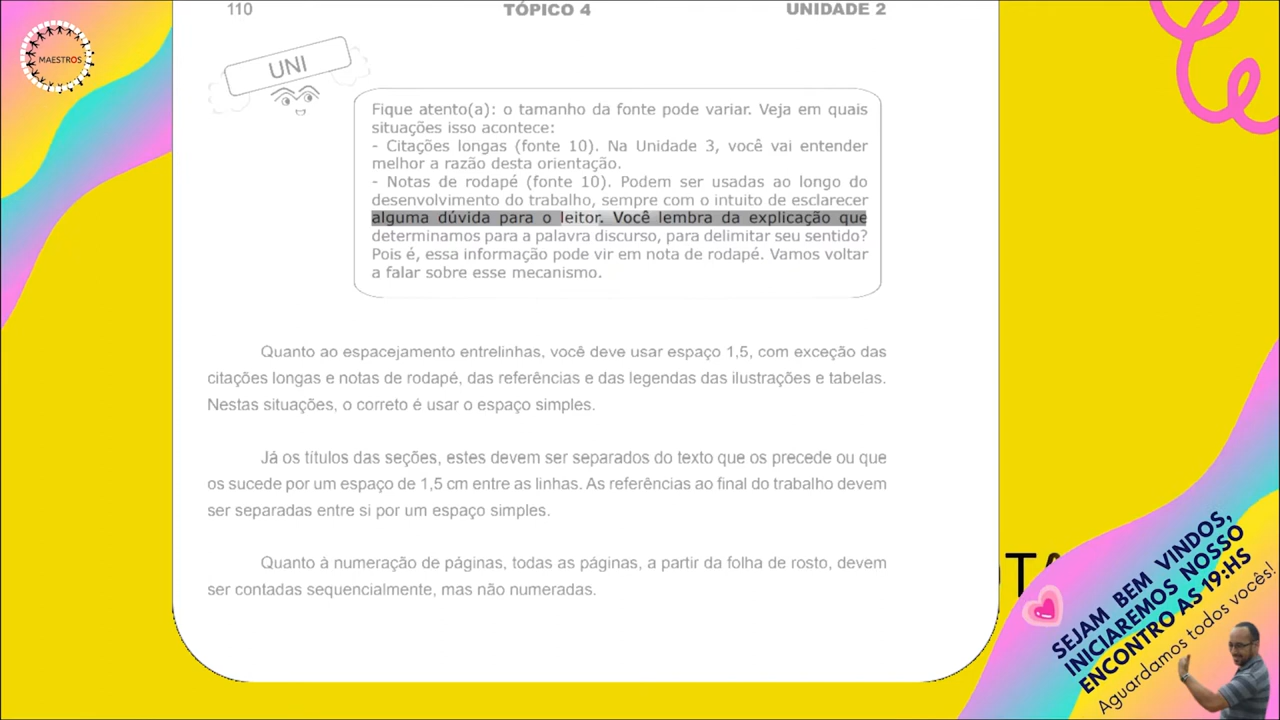 MAESTROS
110 TÓPICO 4 UNIDADE 2
UNI
Fique atento(a): o tamanho da fonte pode variar. Veja em quais
situações isso acontece:
- Citações longas (fonte 10). Na Unidade 3, você vai entender
melhor a razão desta orientação.
- Notas de rodapé (fonte 10). Podem ser usadas ao longo do
desenvolvimento do trabalho, sempre com o intuito de esclarecer
alguma dúvida para o leitor. Você lembra da explicação que
determinamos para a palavra discurso, para delimitar seu sentido?
Pois é, essa informação pode vir em nota de rodapé. Vamos voltar
a falar sobre esse mecanismo.
Quanto ao espacejamento entrelinhas, você deve usar espaço 1,5, com exceção das
citações longas e notas de rodapé, das referências e das legendas das ilustrações e tabelas.
Nestas situações, o correto é usar o espaço simples.
Já os títulos das seções, estes devem ser separados do texto que os precede ou que
os sucede por um espaço de 1,5 cm entre as linhas. As referências ao final do trabalho devem
ser separadas entre si por um espaço simples.
Quanto à numeração de páginas, todas as páginas, a partir da folha de rosto, devem
ser contadas sequencialmente, mas não numeradas.
SEJAM BEM VINDOS,
INICIAREMOS NOSSO
ENCONTRO AS 19:HS
Aguardamos todos vocês!